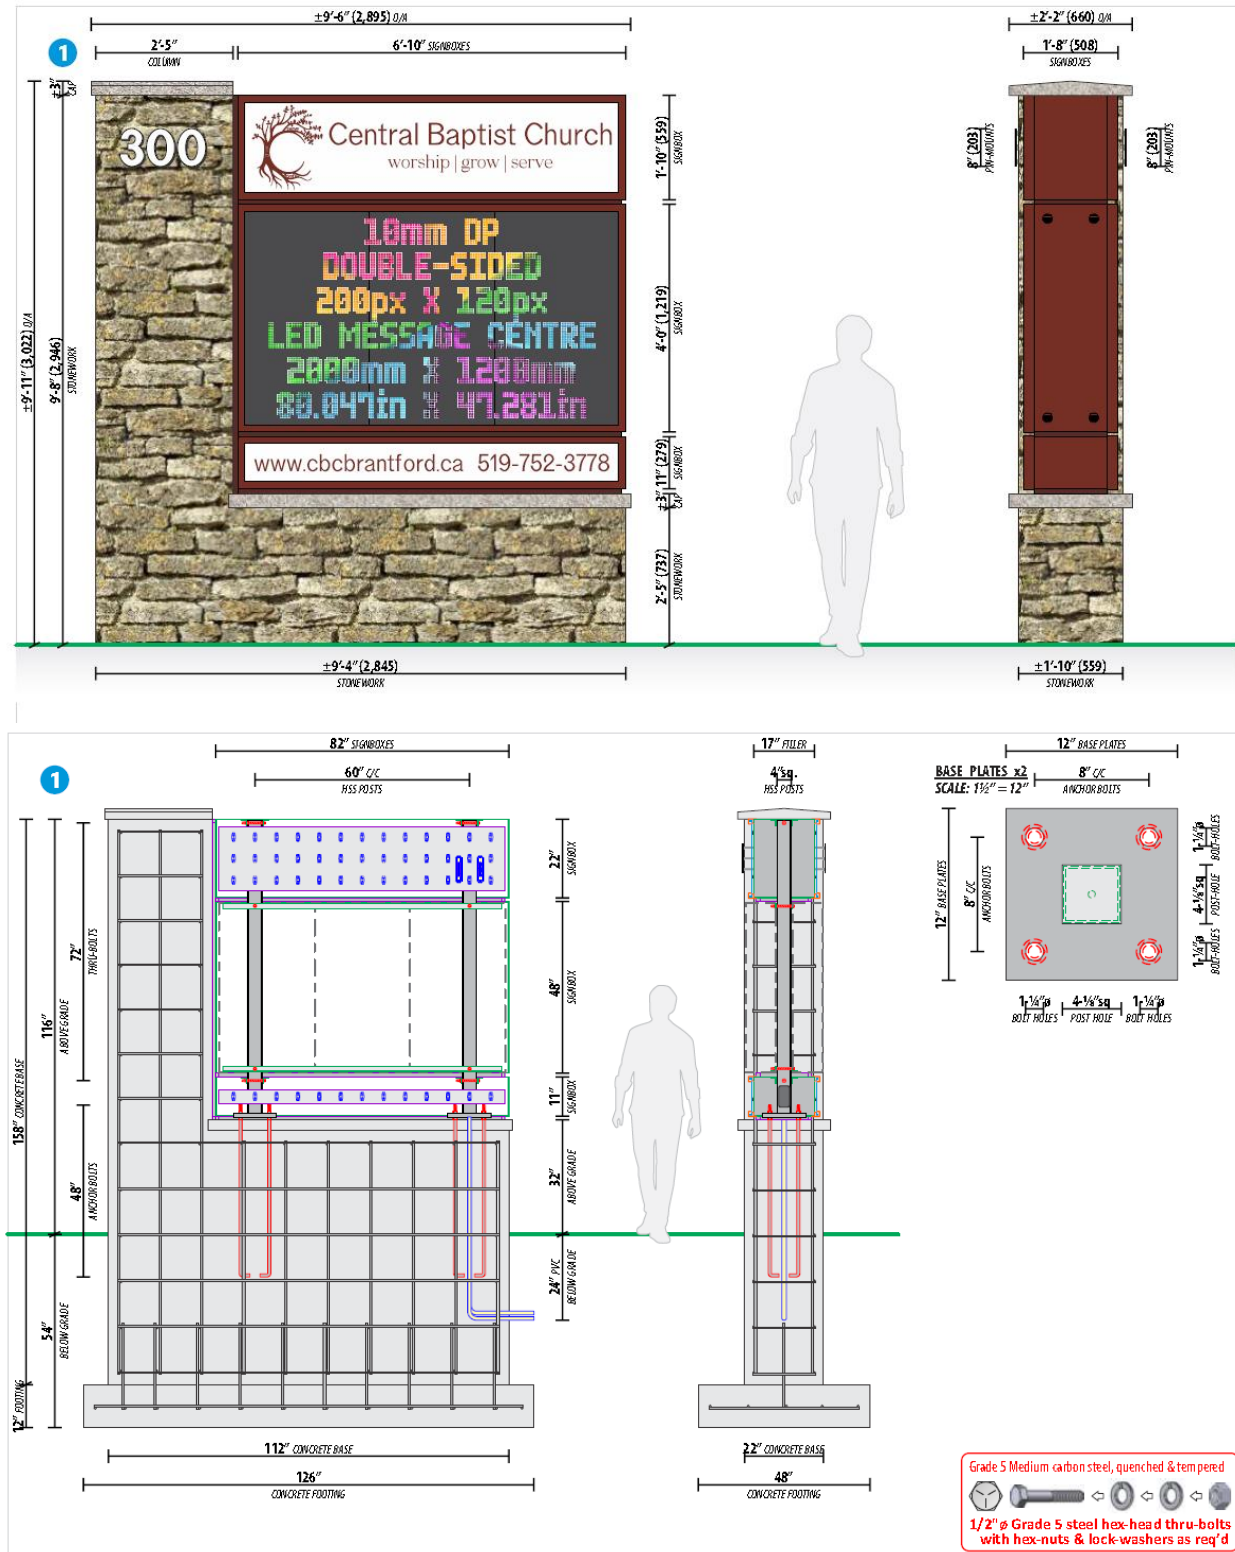 ±9'-6" (2,895) O/A
±2'-2" (660) O/A
1
2'-5"
COLUMN
6'-10" SIGNBOXES
1'-8" (508)
SIGNBOXES
±3"
CAP
300
Central Baptist Church
worship | grow | serve
1'-10" (559)
SIGNBOX
8" (203)
PIN-MOUNTS
8" (203)
PIN-MOUNTS
10mm DP
DOUBLE-SIDED
200px X 120px
LED MESSAGE CENTRE
2000mm X 1200mm
80.047in X 47.281in
4'-0" (1,219)
SIGNBOX
±9'-11" (3,022) O/A
9'-8" (2,946)
STONEWORK
www.cbcbrantford.ca 519-752-3778
11" (279)
SIGNBOX
±3"
CAP
2'-5" (737)
STONEWORK
±9'-4" (2,845)
STONEWORK
±1'-10" (559)
STONEWORK
1
82" SIGNBOXES
60" C/C
HSS POSTS
17" FILLER
4"sq.
HSS POSTS
12" BASE PLATES
BASE PLATES x2
SCALE: 1½" = 12"
8" C/C
ANCHOR BOLTS
22"
SIGNBOX
12" BASE PLATES
8" C/C
ANCHOR BOLTS
1-¼"ø
BOLT-HOLES
4-⅛"sq
POST-HOLE
1-¼"ø
BOLT-HOLES
1-¼"ø
BOLT HOLES
4-⅛"sq
POST HOLE
1-¼"ø
BOLT HOLES
72"
THRU-BOLTS
116"
ABOVE GRADE
48"
SIGNBOX
11"
SIGNBOX
158" CONCRETE BASE
48"
ANCHOR BOLTS
32"
ABOVE GRADE
24" PVC
BELOW GRADE
54"
BELOW GRADE
12" FOOTING
112" CONCRETE BASE
22" CONCRETE BASE
126"
CONCRETE FOOTING
48"
CONCRETE FOOTING
Grade 5 Medium carbon steel, quenched & tempered
1/2"ø Grade 5 steel hex-head thru-bolts
with hex-nuts & lock-washers as req'd